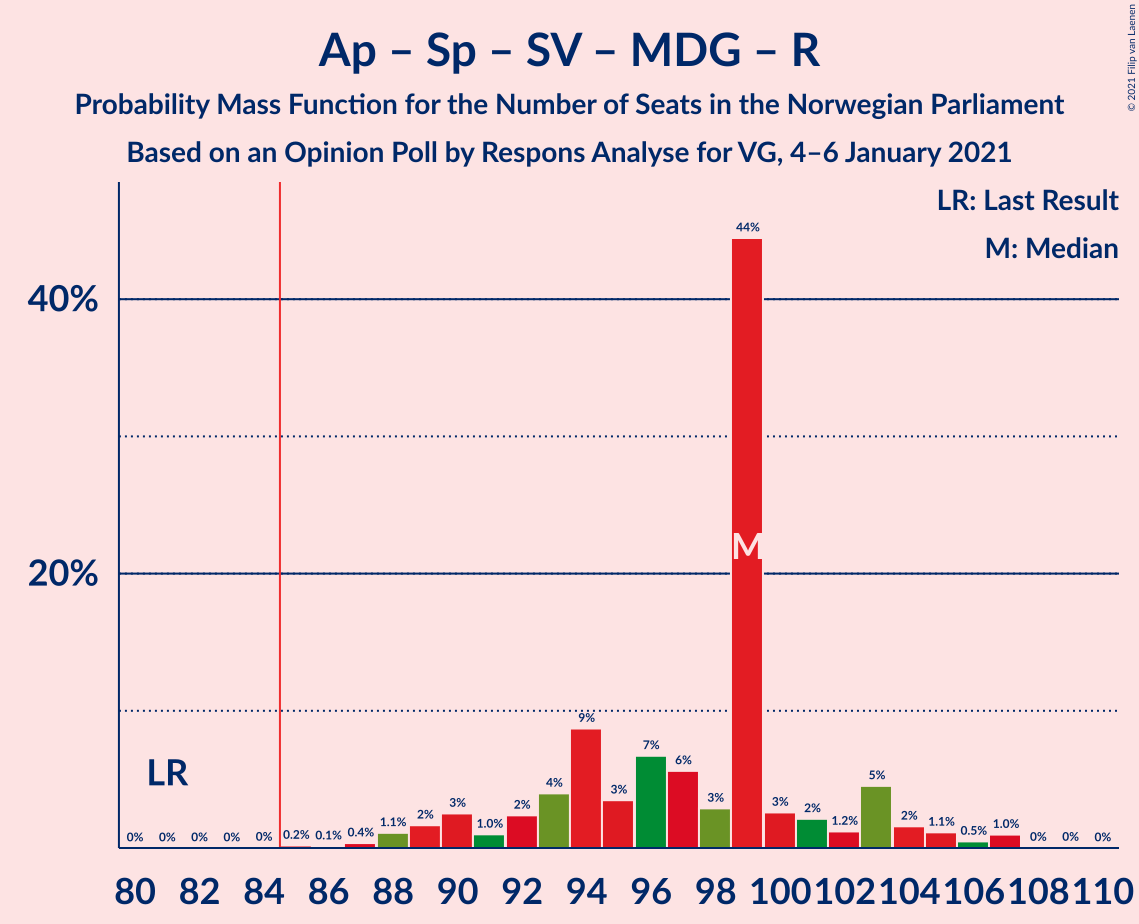 Ap – Sp – SV – MDG – R
Probability Mass Function for the Number of Seats in the Norwegian Parliament
Based on an Opinion Poll by Respons Analyse for VG, 4–6 January 2021
© 2021 Filip van Laenen
LR: Last Result
M: Median
40%
20%
LR
M
0% 0% 0% 0% 0% 0.2% 0.1% 0.4% 1.1% 2% 3% 1.0% 2% 4% 9% 3% 7% 6% 3% 44% 3% 2% 1.2% 5% 2% 1.1% 0.5% 1.0% 0% 0% 0%
80 82 84 86 88 90 92 94 96 98 100 102 104 106 108 110